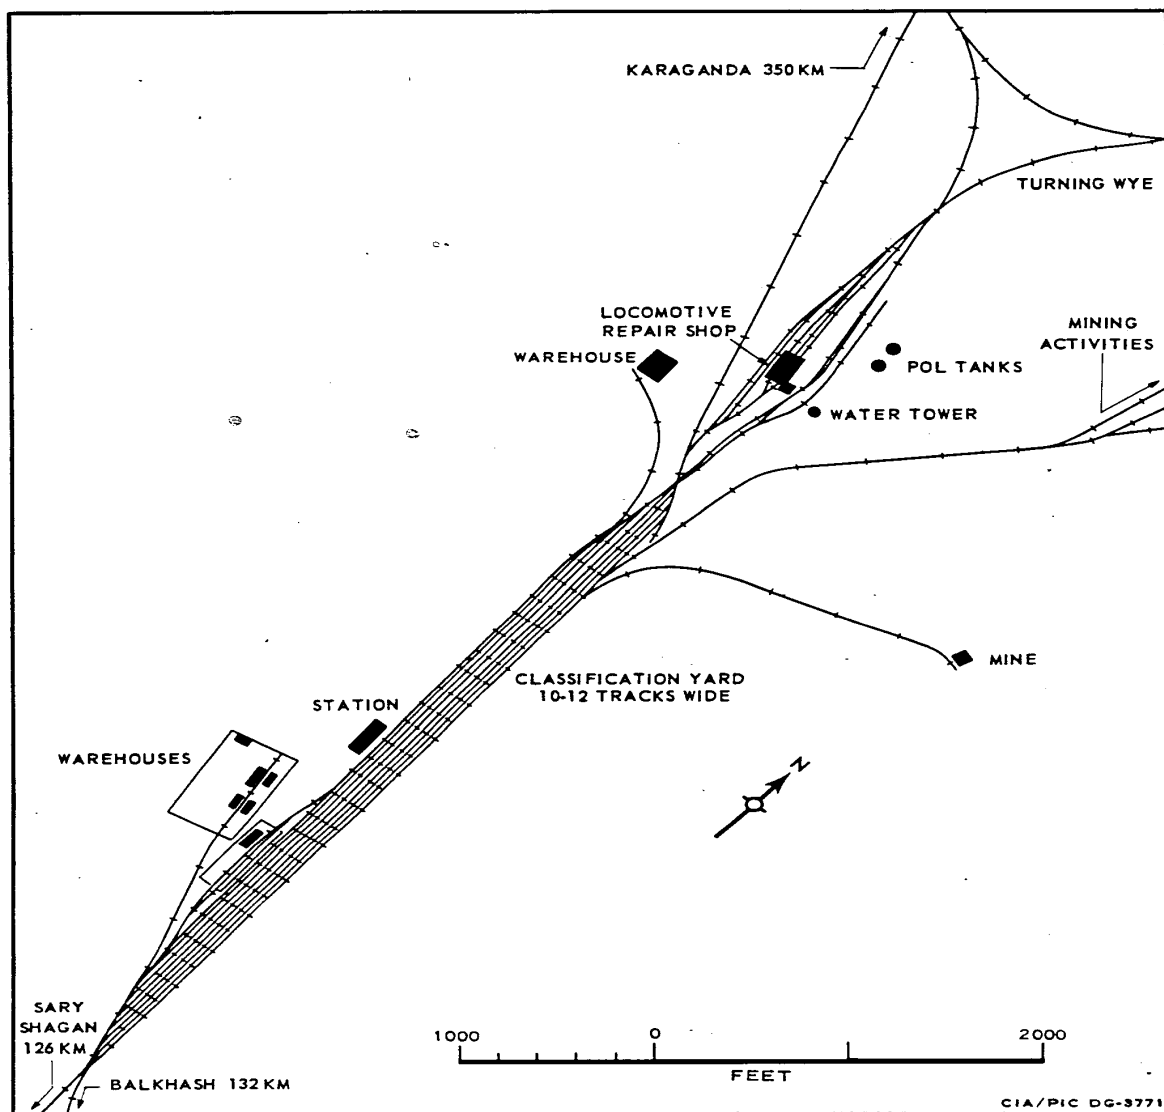 KARAGANDA 350 KM
TURNING WYE
LOCOMOTIVE
REPAIR SHOP
WAREHOUSE
MINING
ACTIVITIES
POL TANKS
WATER TOWER
MINE
CLASSIFICATION YARD
10-12 TRACKS WIDE
STATION
WAREHOUSES
N
SARY
SHAGAN
126 KM
BALKHASH 132 KM
1000 0 2000
FEET
CIA/PIC DG-3771